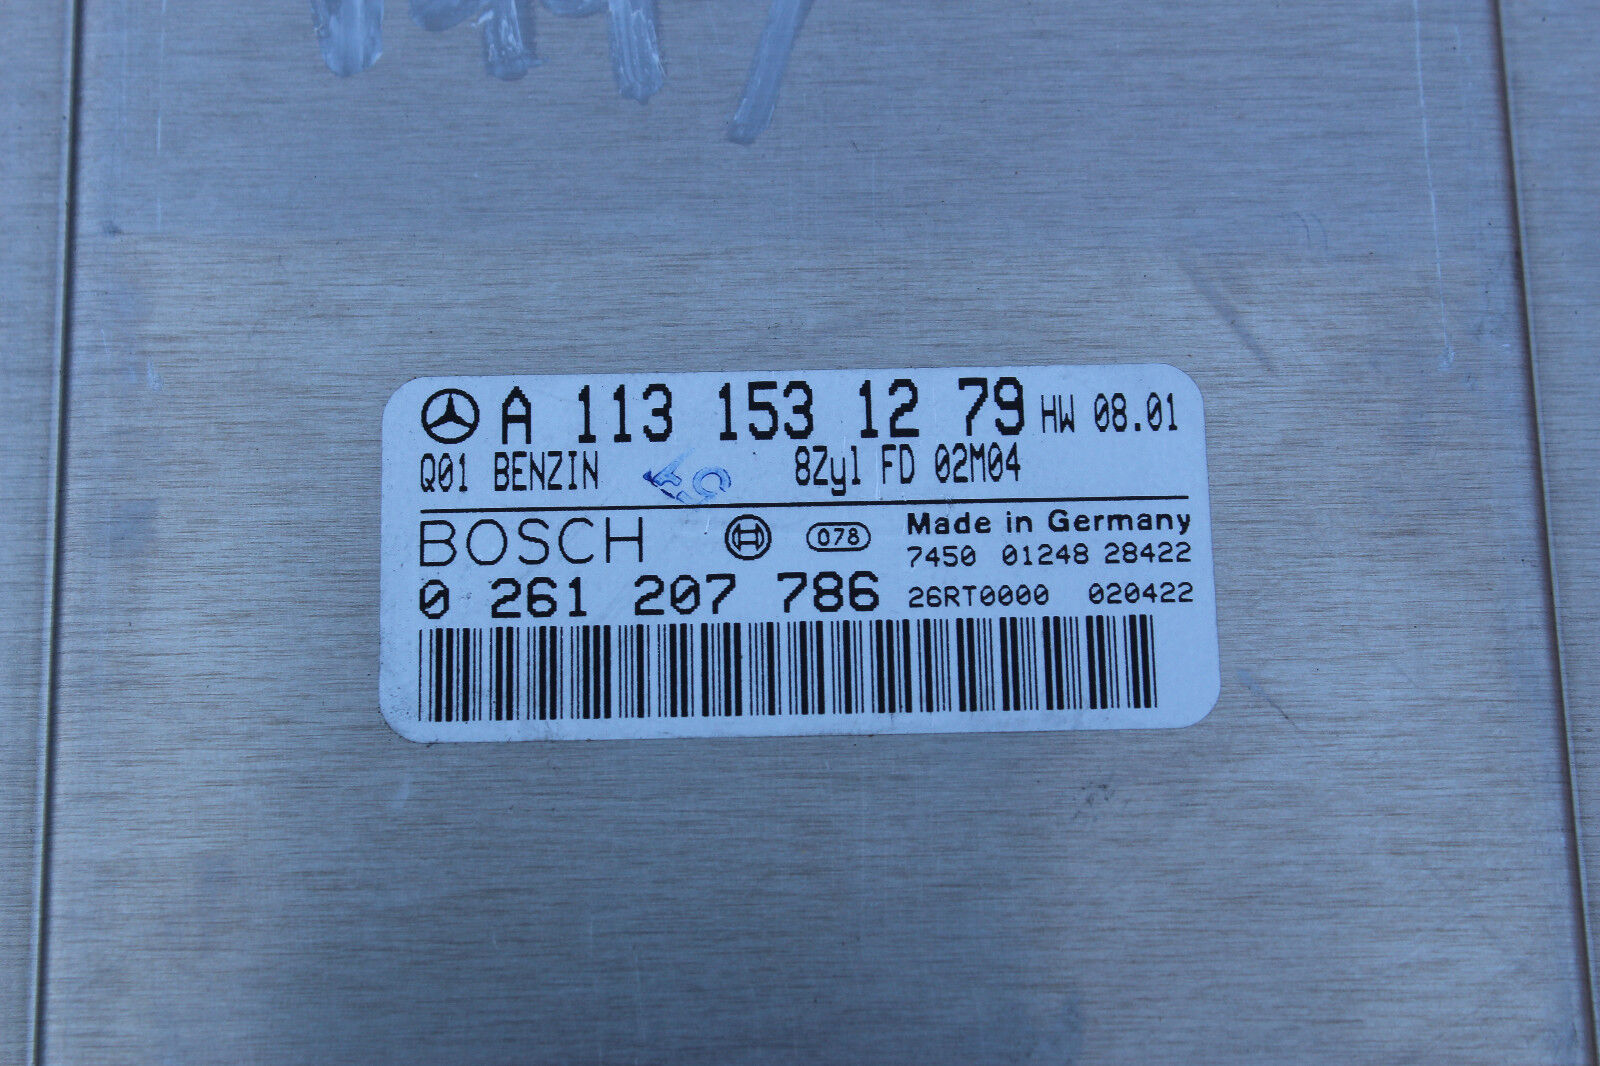 A 113 153 12 79 HW 08.01
Q01 BENZIN 8Zyl FD 02M04
BOSCH 078 Made in Germany
7450 01248 28422
0 261 207 786 26RT0000 020422